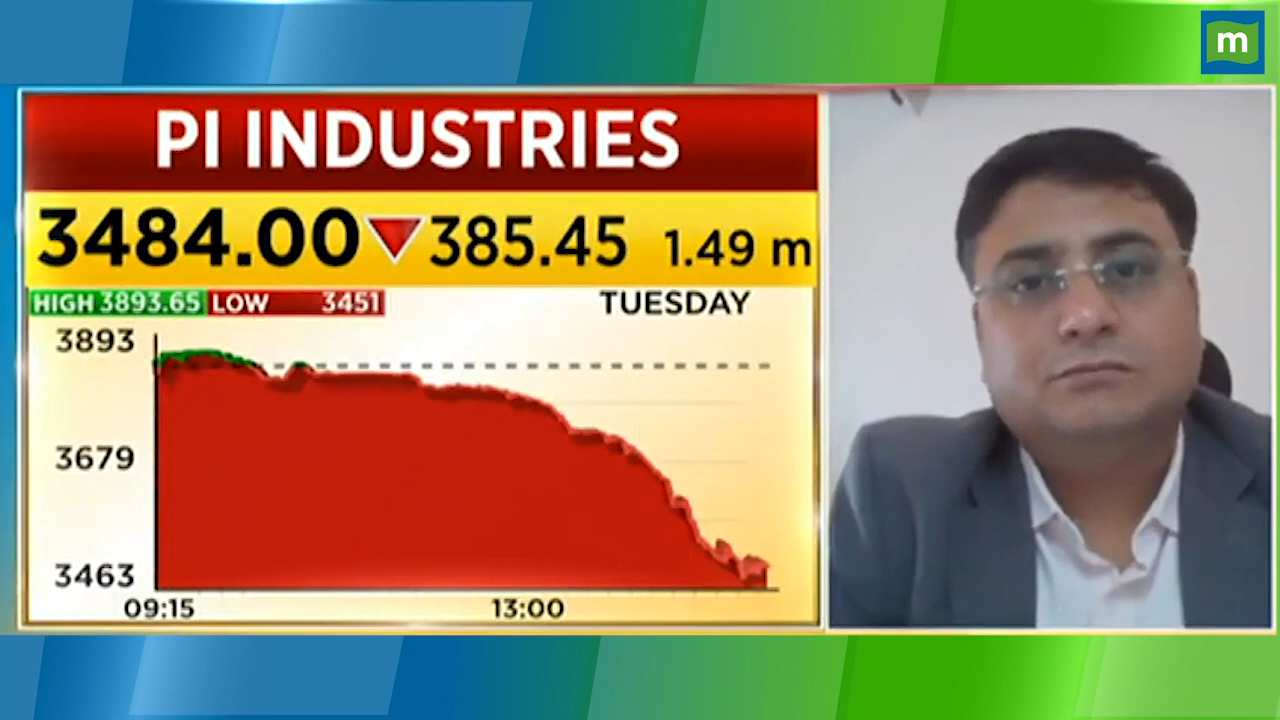 m
PI INDUSTRIES
3484.00 ▼ 385.45 1.49 m
HIGH 3893.65 LOW 3451 TUESDAY
3893
3679
3463
09:15 13:00